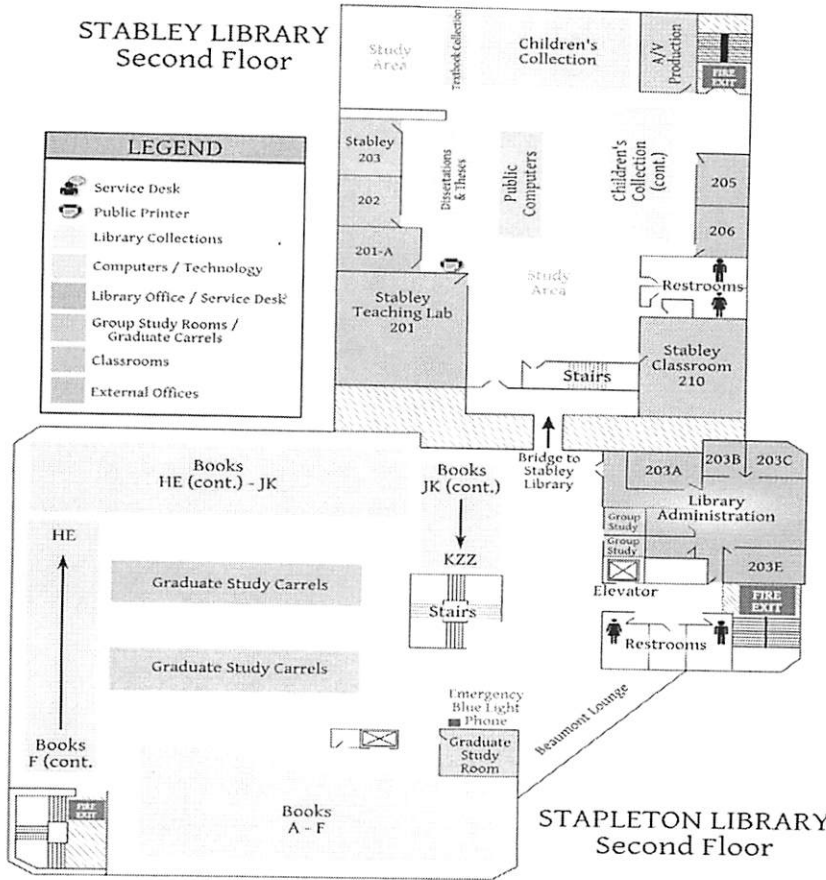 STABLEY LIBRARY
Second Floor
Study
Area
Textbook Collection
Children's
Collection
A/V
Production
FIRE
EXIT
LEGEND
Service Desk
Public Printer
Library Collections
Computers / Technology
Library Office / Service Desk
Group Study Rooms /
Graduate Carrels
Classrooms
External Offices
Stabley
203
202
201-A
Stabley
Teaching Lab
201
Dissertations
& Theses
Public
Computers
Children's
Collection
(cont.)
205
206
Restrooms
Study
Area
Stairs
Stabley
Classroom
210
Bridge to
Stabley
Library
Books
HE (cont.) - JK
Books
JK (cont.)
KZZ
HE
Books
F (cont.
Graduate Study Carrels
Graduate Study Carrels
Stairs
203A
203B
203C
Library
Administration
Group
Study
Group
Study
203E
Elevator
FIRE
EXIT
Restrooms
Beaumont Lounge
Emergency
Blue Light
Phone
Graduate
Study
Room
FIRE
EXIT
Books
A - F
STAPLETON LIBRARY
Second Floor